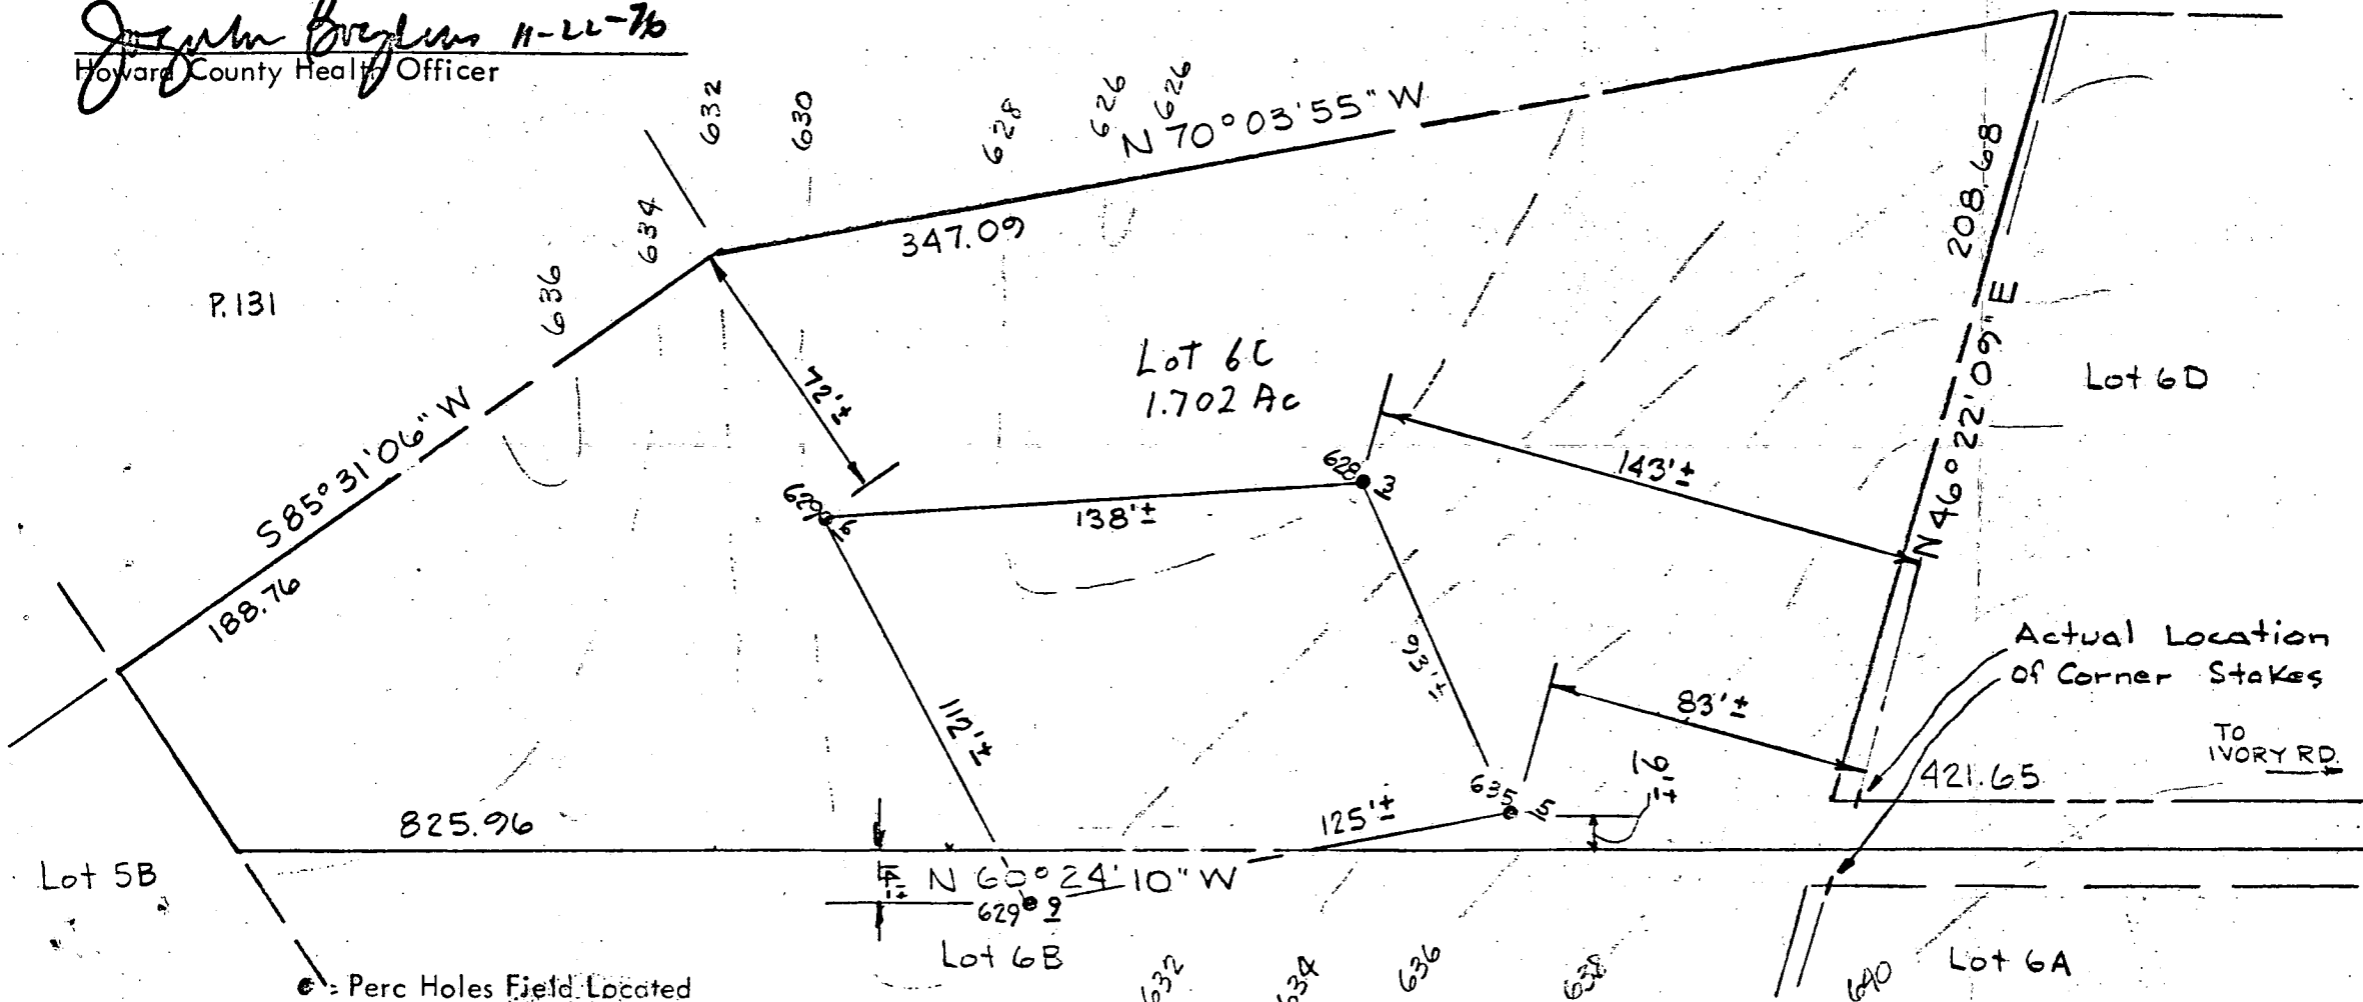 11-22-76
Howard County Health Officer
632
630
628
626
626
N 70° 03' 55" W
634
636
347.09
208.68
N 46° 22' 09" E
P. 131
Lot 6C
1.702 Ac
Lot 6D
72'±
S 85° 31' 06" W
188.76
629
16
138'±
628
13
143'±
93'±
112'±
83'±
Actual Location
of Corner Stakes
TO
IVORY RD.
421.65
635
15
9'±
125'±
825.96
N 60° 24' 10" W
Lot 5B
629 9
Lot 6B
632
634
636
638
640
Lot 6A
= Perc Holes Field Located